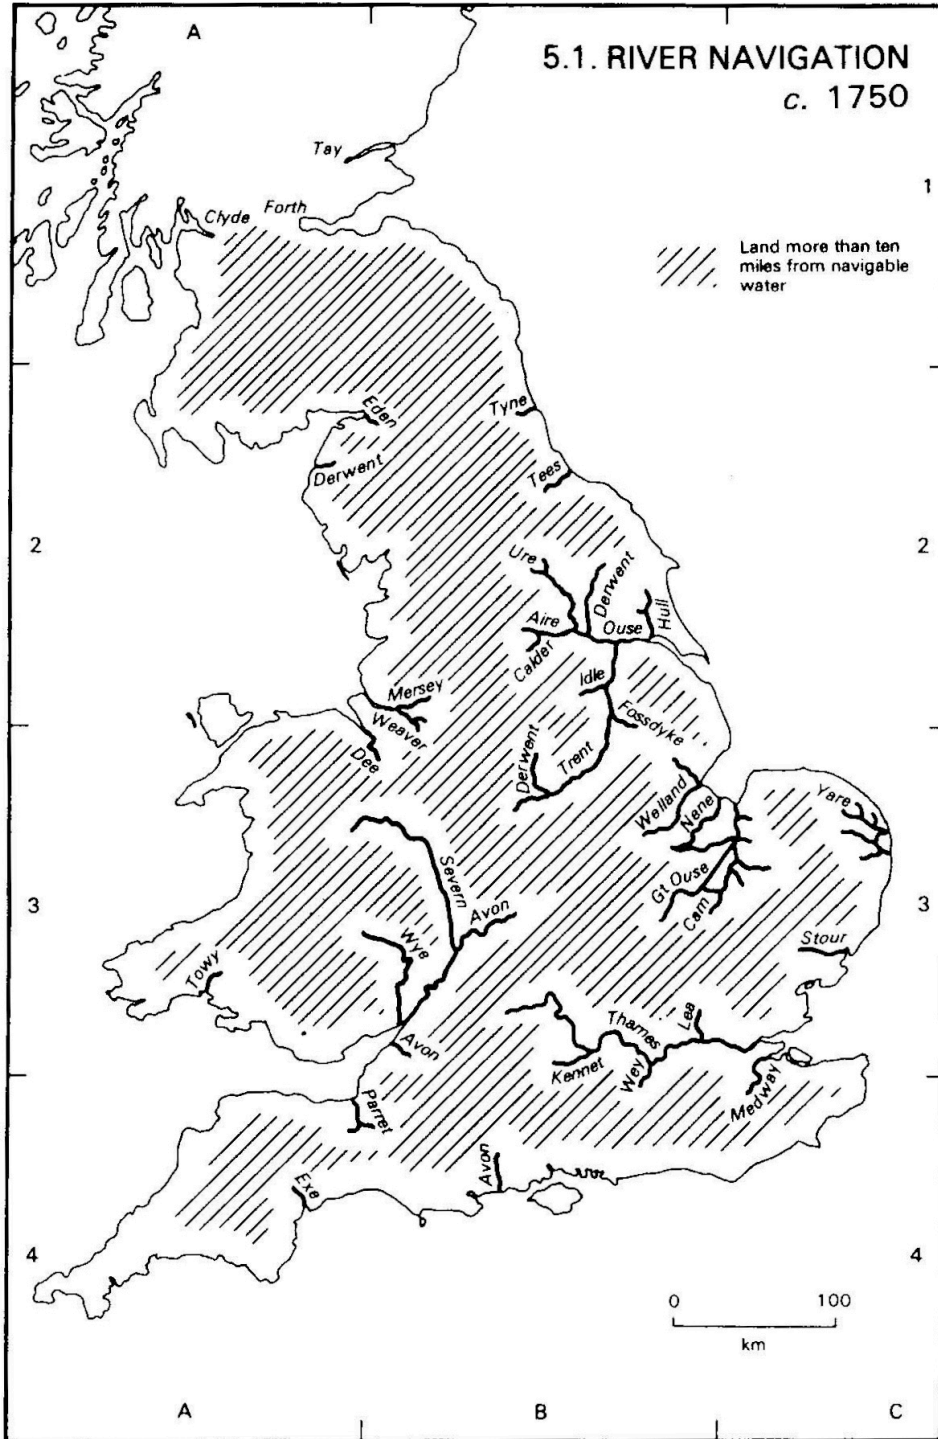 A
5.1. RIVER NAVIGATION
c. 1750
Tay
1
Clyde
Forth
Land more than ten
miles from navigable
water
Eden
Tyne
Derwent
Tees
2
2
Ure
Derwent
Hull
Aire
Ouse
Calder
Idle
Mersey
Weaver
Fossdyke
Dee
Derwent
Trent
Welland
Nene
Yare
Severn
Gt. Ouse
3
3
Avon
Cam
Wye
Stour
Towy
Thames
Lea
Avon
Kennet
Wey
Medway
Parret
Avon
Exe
4
4
0 100
km
A
B
C